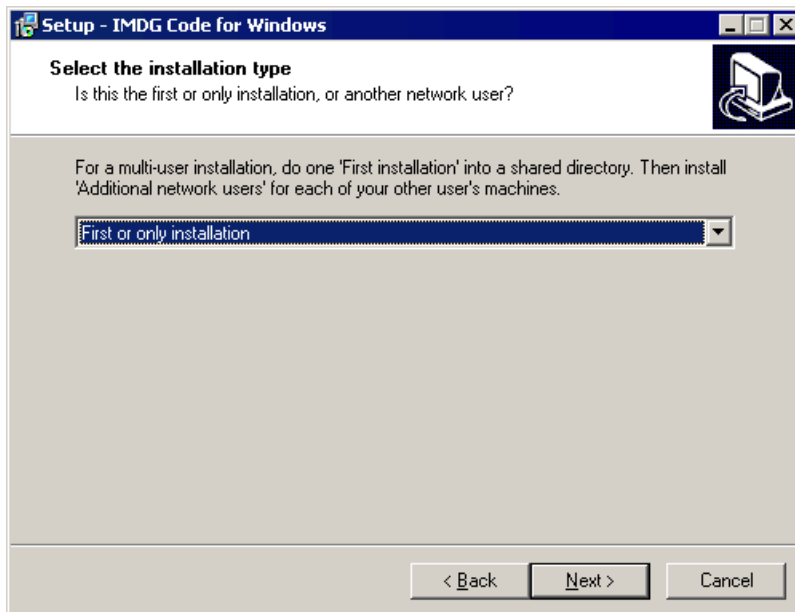 Setup - IMDG Code for Windows
Select the installation type
Is this the first or only installation, or another network user?
For a multi-user installation, do one 'First installation' into a shared directory. Then install
'Additional network users' for each of your other user's machines.
First or only installation
< Back
Next >
Cancel